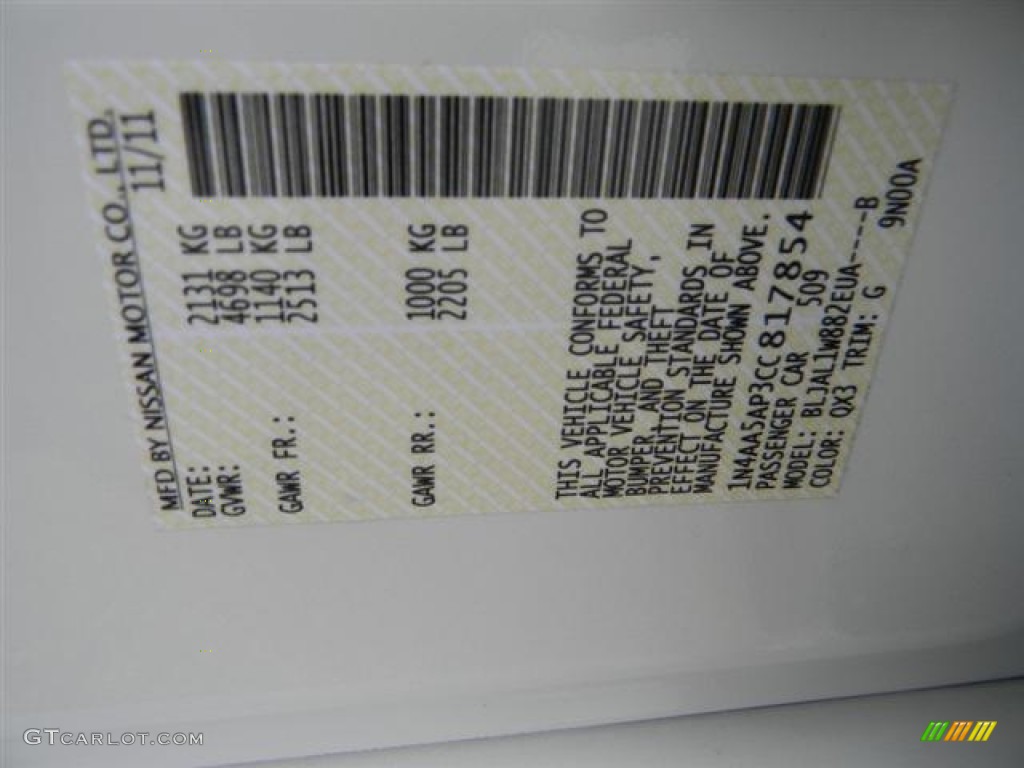 MFD BY NISSAN MOTOR CO., LTD.
DATE: 11/11
GVWR: 2131 KG
4698 LB
GAWR FR.: 1140 KG
2513 LB
GAWR RR.: 1000 KG
2205 LB
THIS VEHICLE CONFORMS TO
ALL APPLICABLE FEDERAL
MOTOR VEHICLE SAFETY,
BUMPER, AND THEFT
PREVENTION STANDARDS IN
EFFECT ON THE DATE OF
MANUFACTURE SHOWN ABOVE.
1N4AA5AP3CC817854
PASSENGER CAR 509
MODEL: BLJAL1W882EUA----B
COLOR: QX3 TRIM: G 9N00A
GTCARLOT.COM